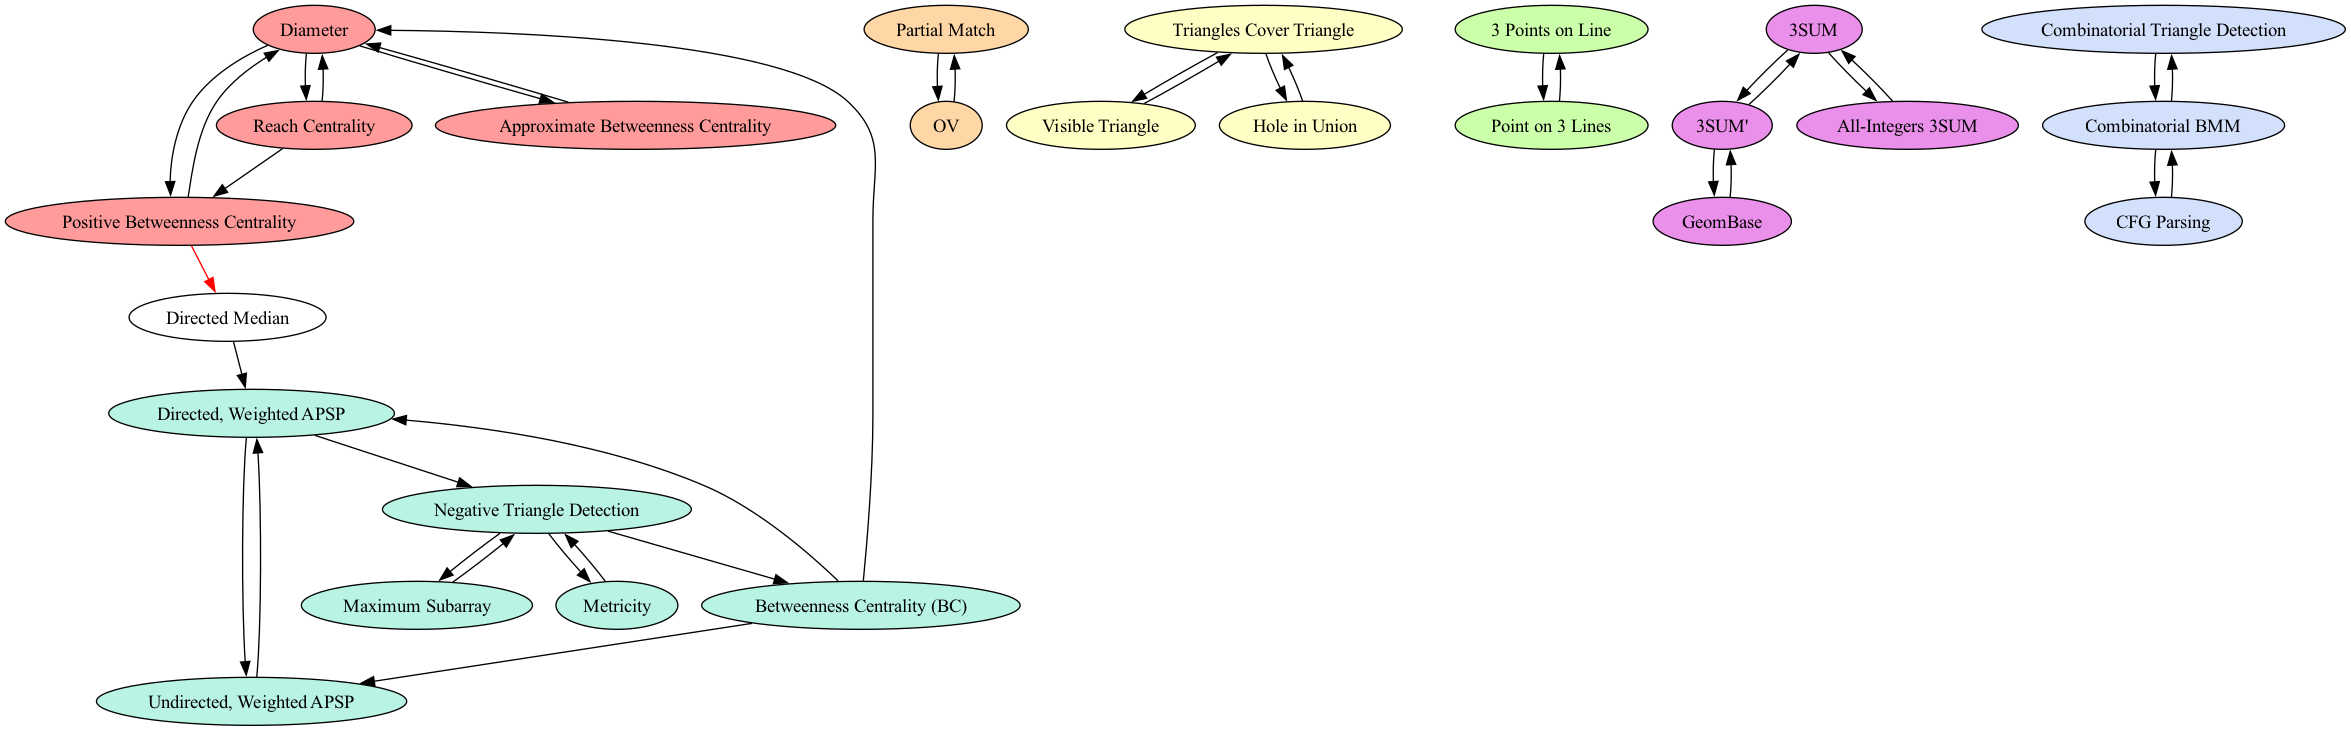 Diameter
Partial Match
Triangles Cover Triangle
3 Points on Line
3SUM
Combinatorial Triangle Detection
Reach Centrality
Approximate Betweenness Centrality
OV
Visible Triangle
Hole in Union
Point on 3 Lines
3SUM'
All-Integers 3SUM
Combinatorial BMM
Positive Betweenness Centrality
GeomBase
CFG Parsing
Directed Median
Directed, Weighted APSP
Negative Triangle Detection
Maximum Subarray
Metricity
Betweenness Centrality (BC)
Undirected, Weighted APSP